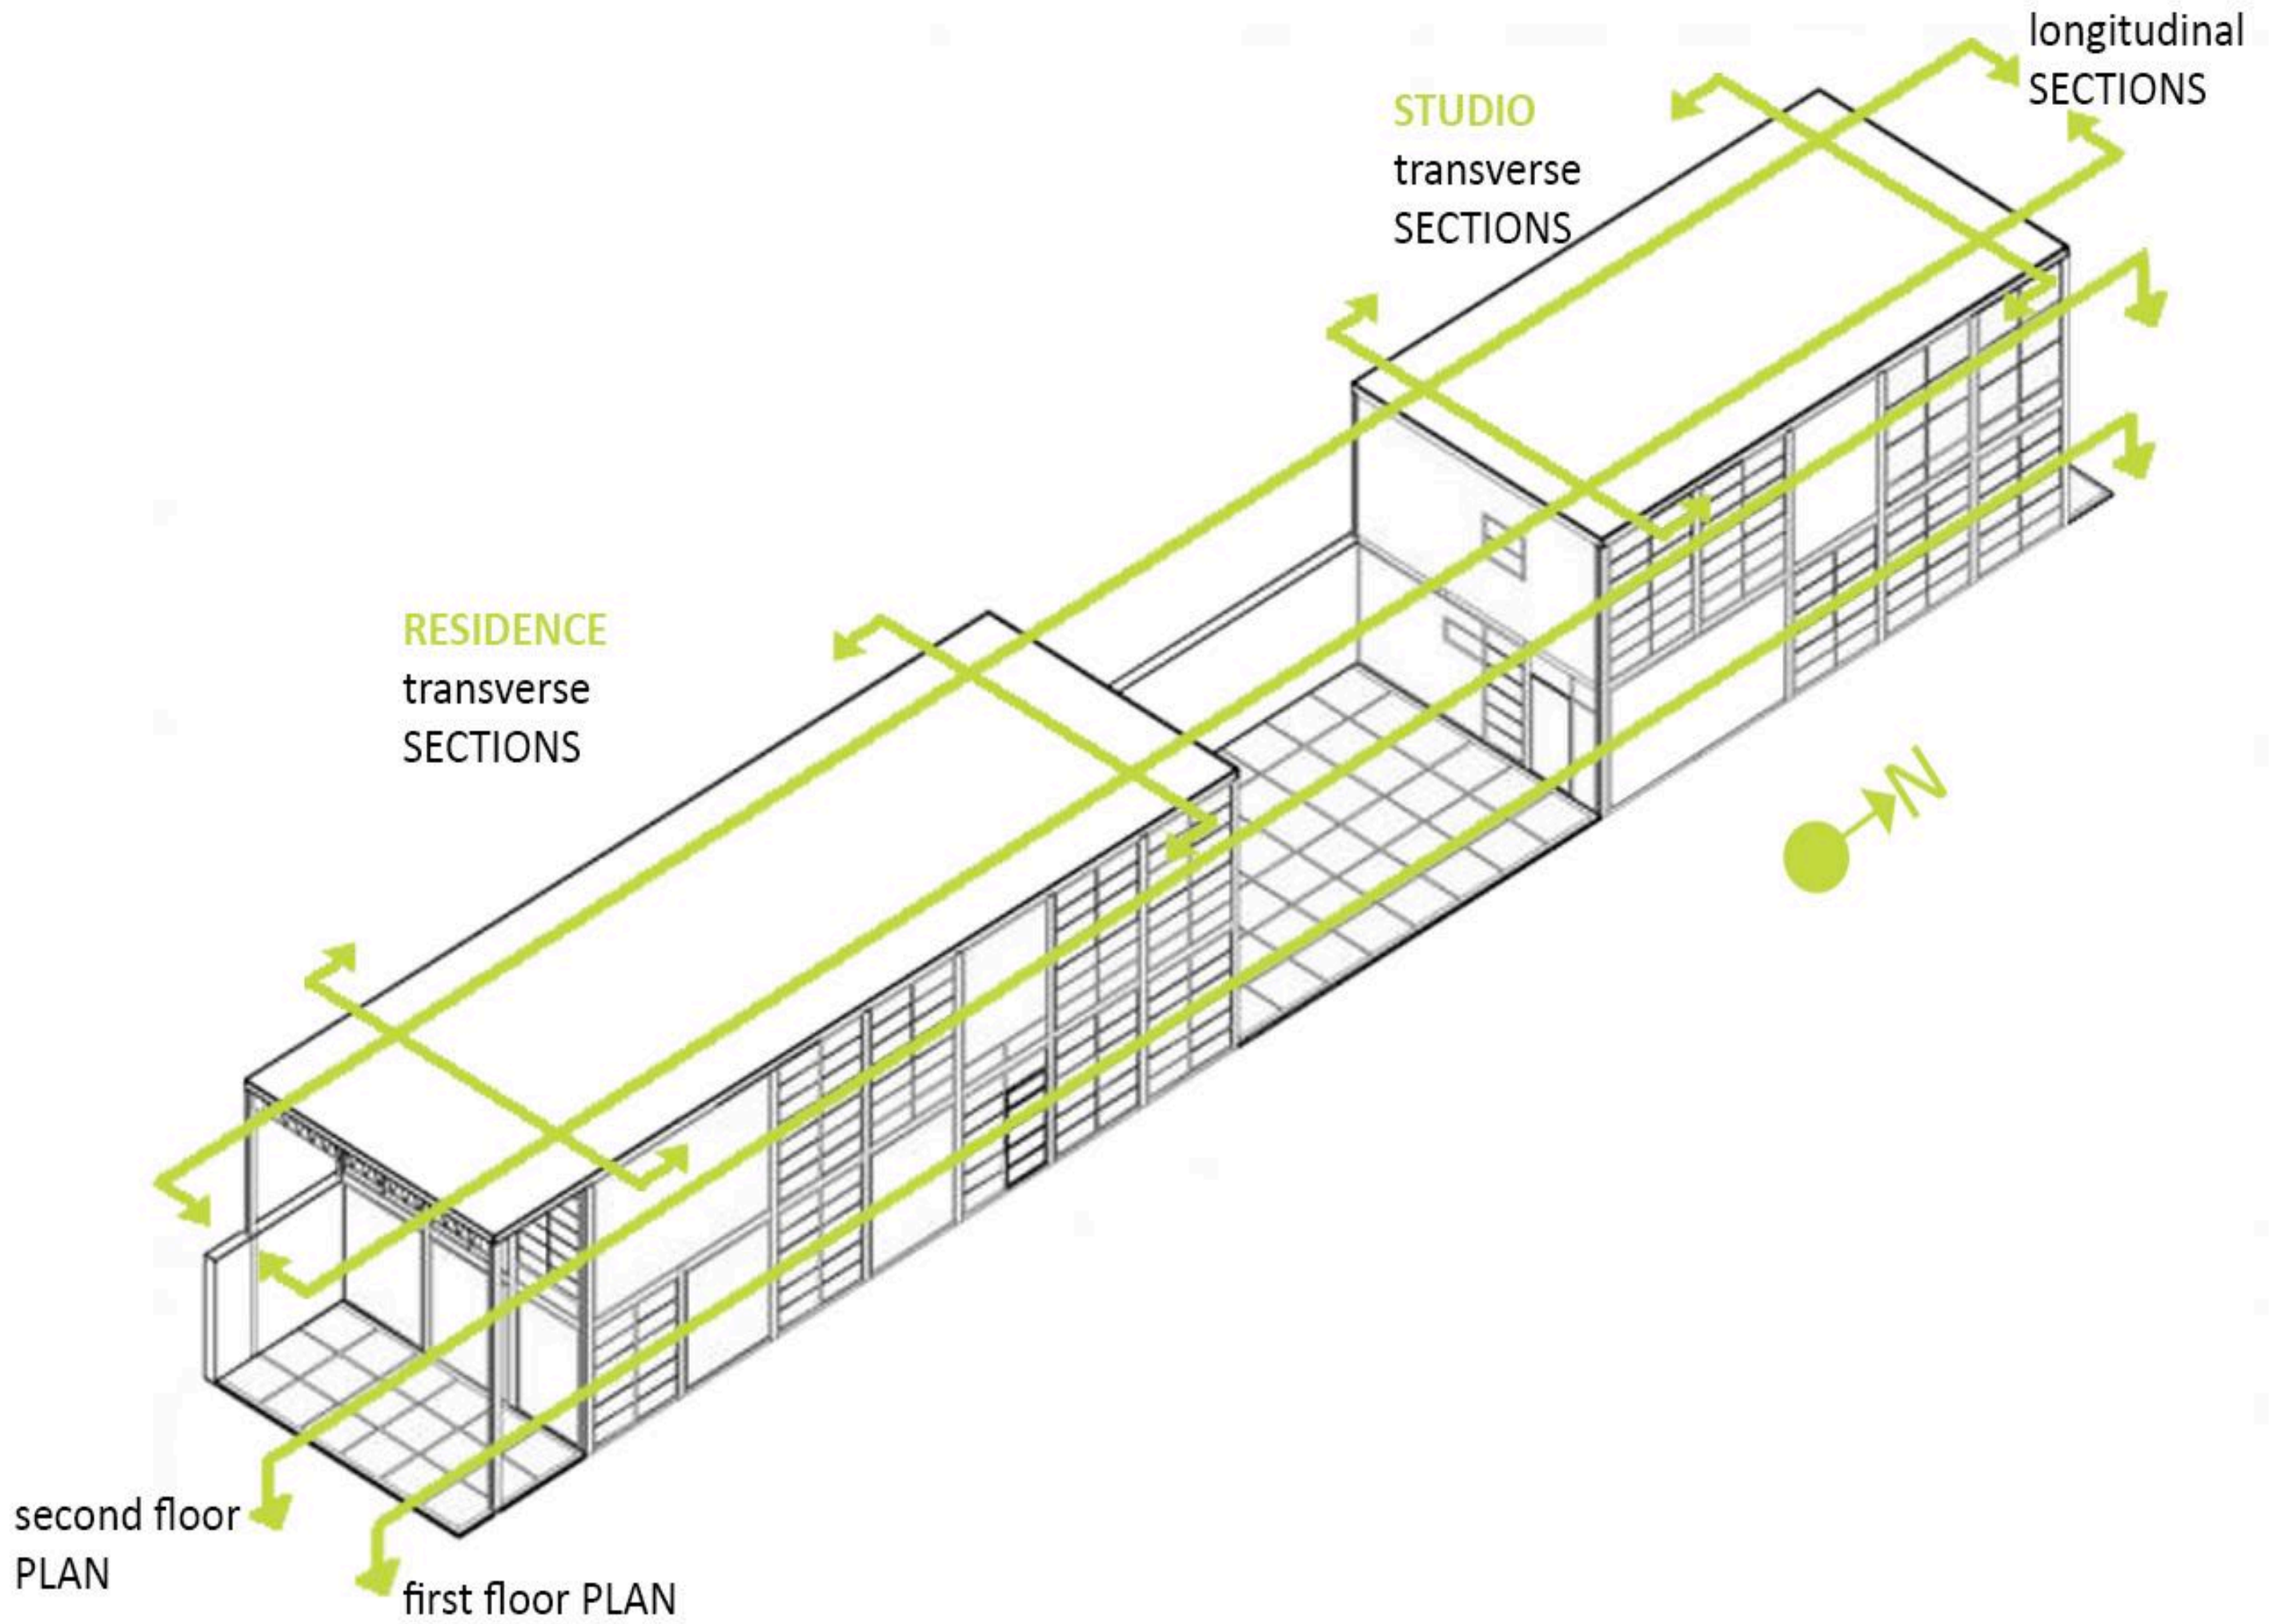 longitudinal
SECTIONS
STUDIO
transverse
SECTIONS
RESIDENCE
transverse
SECTIONS
N
second floor
PLAN
first floor PLAN